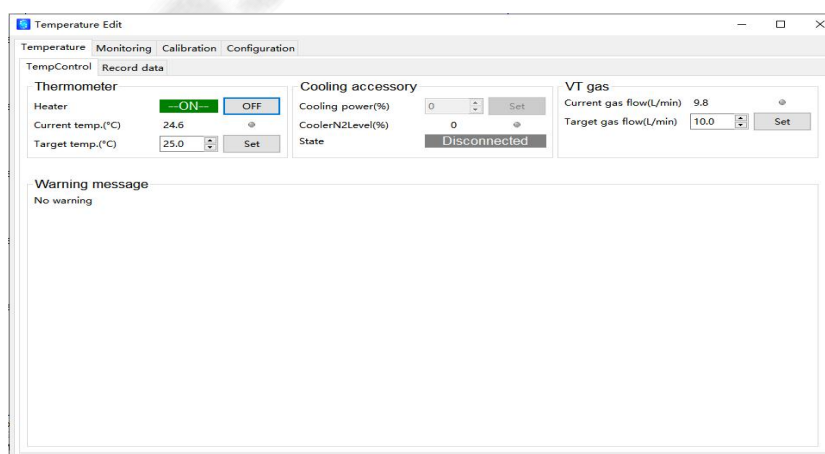 Temperature Edit
Temperature Monitoring Calibration Configuration
TempControl Record data
Thermometer
Heater --ON-- OFF
Current temp.(°C) 24.6
Target temp.(°C) 25.0 Set
Cooling accessory
Cooling power(%) 0 Set
CoolerN2Level(%) 0
State Disconnected
VT gas
Current gas flow(L/min) 9.8
Target gas flow(L/min) 10.0 Set
Warning message
No warning